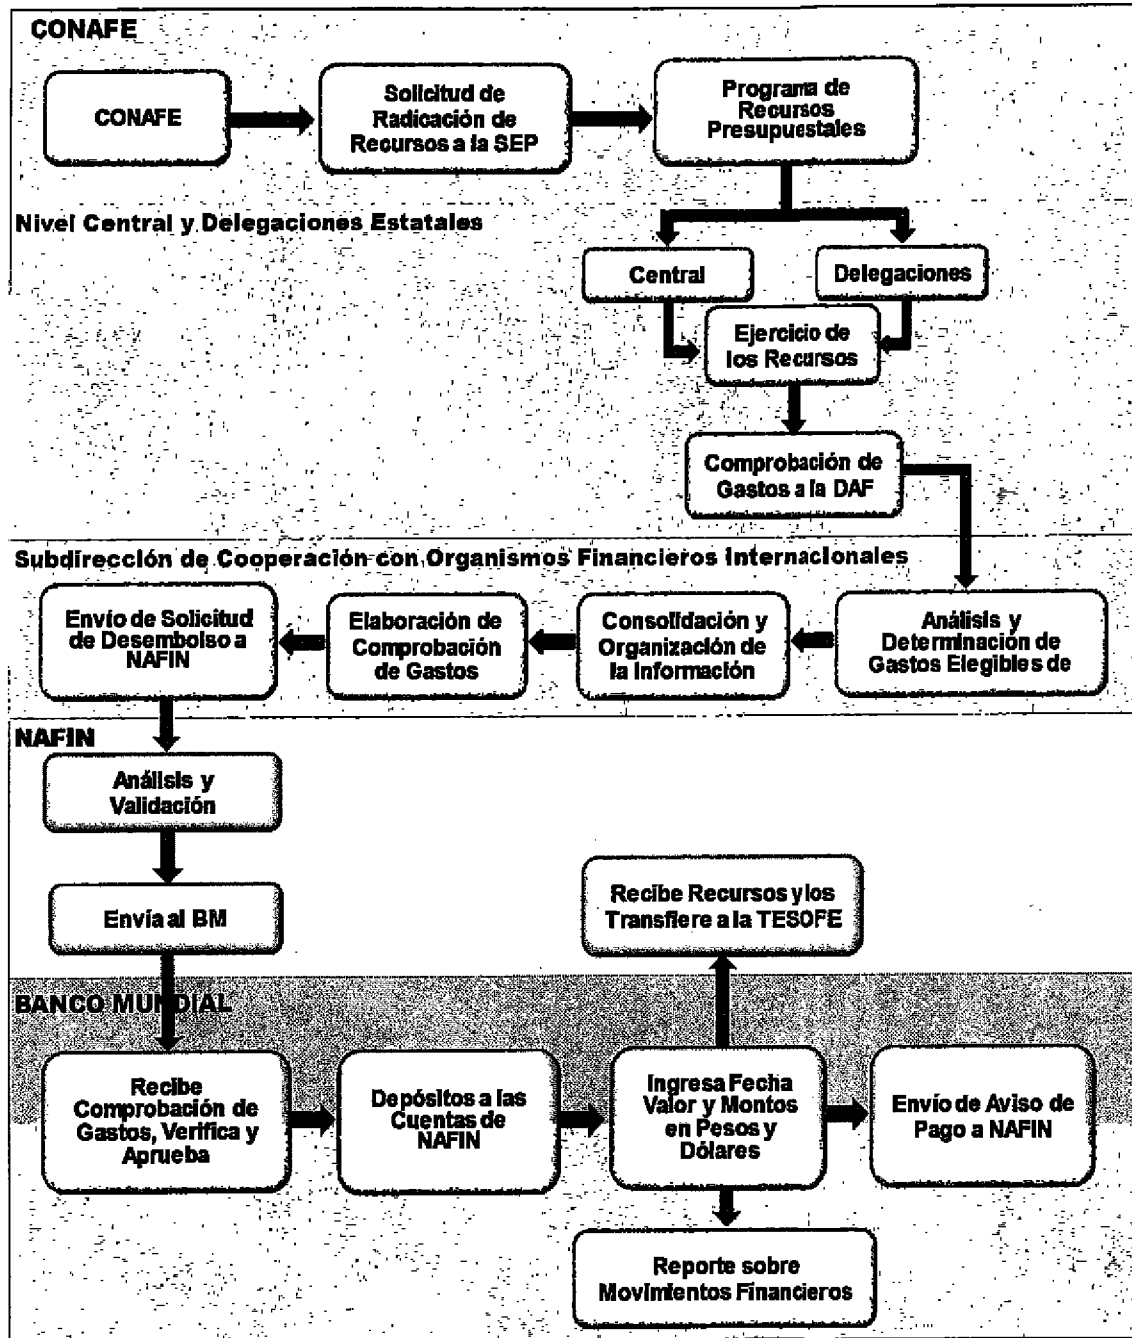 CONAFE
CONAFE
Solicitud de
Radicación de
Recursos a la SEP
Programa de
Recursos
Presupuestales
Nivel Central y Delegaciones Estatales
Central
Delegaciones
Ejercicio de
los Recursos
Comprobación de
Gastos a la DAF
Subdirección de Cooperación con Organismos Financieros Internacionales
Envío de Solicitud
de Desembolso a
NAFIN
Elaboración de
Comprobación
de Gastos
Consolidación y
Organización de
la Información
Análisis y
Determinación de
Gastos Elegibles de
NAFIN
Análisis y
Validación
Envía al BM
Recibe Recursos y los
Transfiere a la TESOFE
BANCO MUNDIAL
Recibe
Comprobación de
Gastos, Verifica y
Aprueba
Depósitos a las
Cuentas de
NAFIN
Ingresa Fecha
Valor y Montos
en Pesos y
Dólares
Envío de Aviso de
Pago a NAFIN
Reporte sobre
Movimientos Financieros